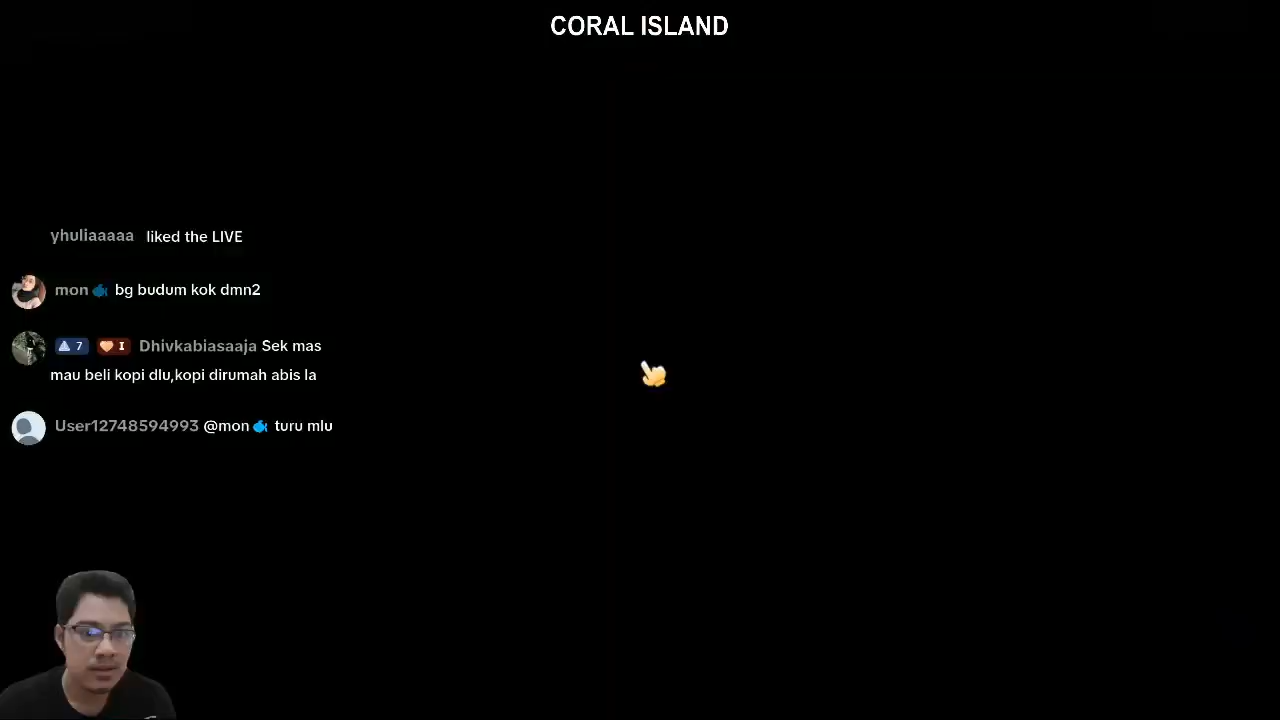 CORAL ISLAND
yhuliaaaaa liked the LIVE
mon bg budum kok dmn2
7 I Dhivkabiasaaja Sek mas
mau beli kopi dlu,kopi dirumah abis la
User12748594993 @mon turu mlu